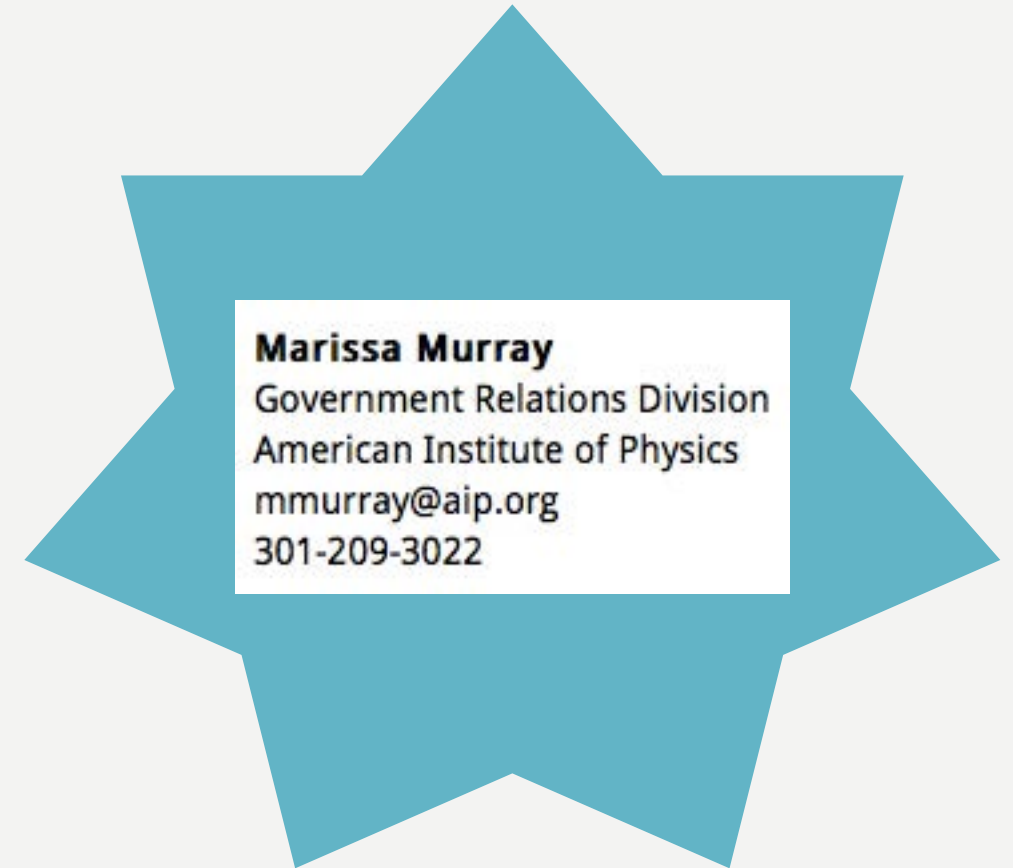 Marissa Murray
Government Relations Division
American Institute of Physics
mmurray@aip.org
301-209-3022